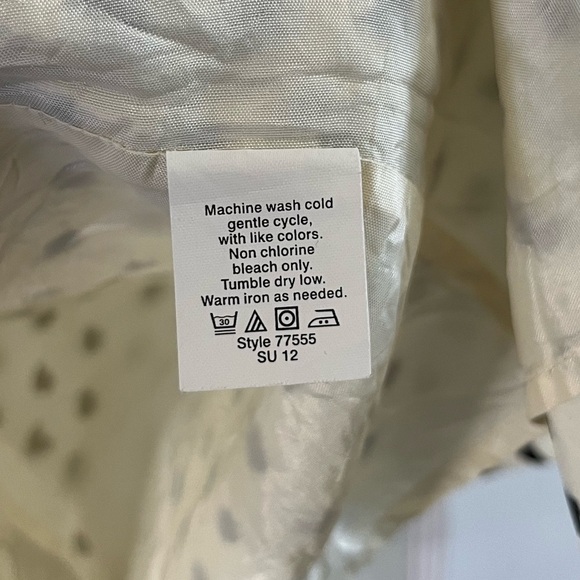 Machine wash cold
gentle cycle,
with like colors.
Non chlorine
bleach only.
Tumble dry low.
Warm iron as needed.
30
Style 77555
SU 12